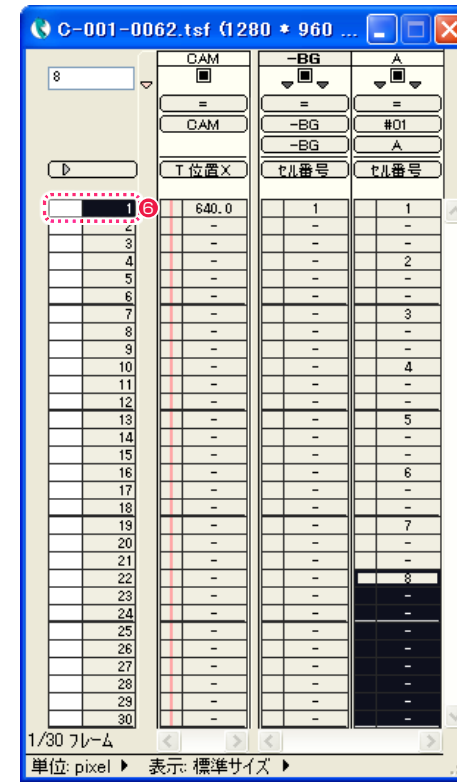 C-001-0062.tsf (1280 * 960 ...
CAM -BG A
8
= = =
CAM -BG #01
-BG A
T位置X セル番号 セル番号
1 6 640.0 1 1
2 - - -
3 - - -
4 - - 2
5 - - -
6 - - -
7 - - 3
8 - - -
9 - - -
10 - - 4
11 - - -
12 - - -
13 - - 5
14 - - -
15 - - -
16 - - 6
17 - - -
18 - - -
19 - - 7
20 - - -
21 - - -
22 - - 8
23 - - -
24 - - -
25 - - -
26 - - -
27 - - -
28 - - -
29 - - -
30 - - -
1/30 フレーム
単位: pixel 表示: 標準サイズ